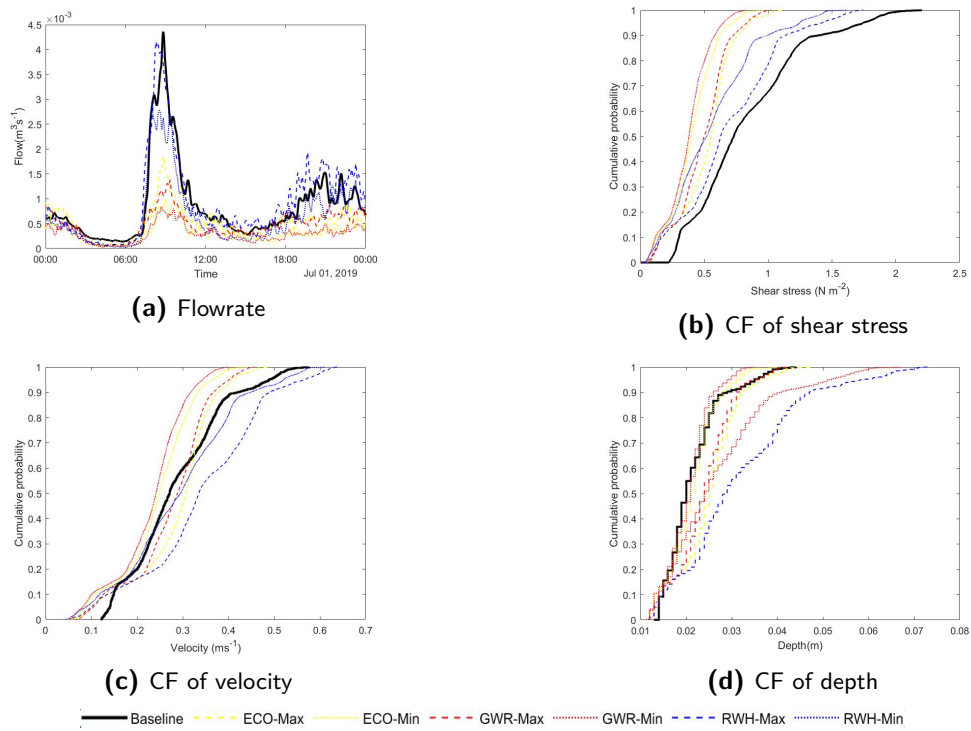 ×10⁻³
4.5
4
3.5
3
2.5
2
1.5
1
0.5
0
Flow(m³s⁻¹)
00:00 06:00 12:00 18:00 00:00
Time
Jul 01, 2019
(a) Flowrate
1
0.9
0.8
0.7
0.6
0.5
0.4
0.3
0.2
0.1
0
Cumulative probability
0 0.5 1 1.5 2 2.5
Shear stress (N m⁻²)
(b) CF of shear stress
1
0.9
0.8
0.7
0.6
0.5
0.4
0.3
0.2
0.1
0
Cumulative probability
0 0.1 0.2 0.3 0.4 0.5 0.6 0.7
Velocity (ms⁻¹)
(c) CF of velocity
1
0.9
0.8
0.7
0.6
0.5
0.4
0.3
0.2
0.1
0
Cumulative probability
0.01 0.02 0.03 0.04 0.05 0.06 0.07 0.08
Depth(m)
(d) CF of depth
Baseline ECO-Max ECO-Min GWR-Max GWR-Min RWH-Max RWH-Min